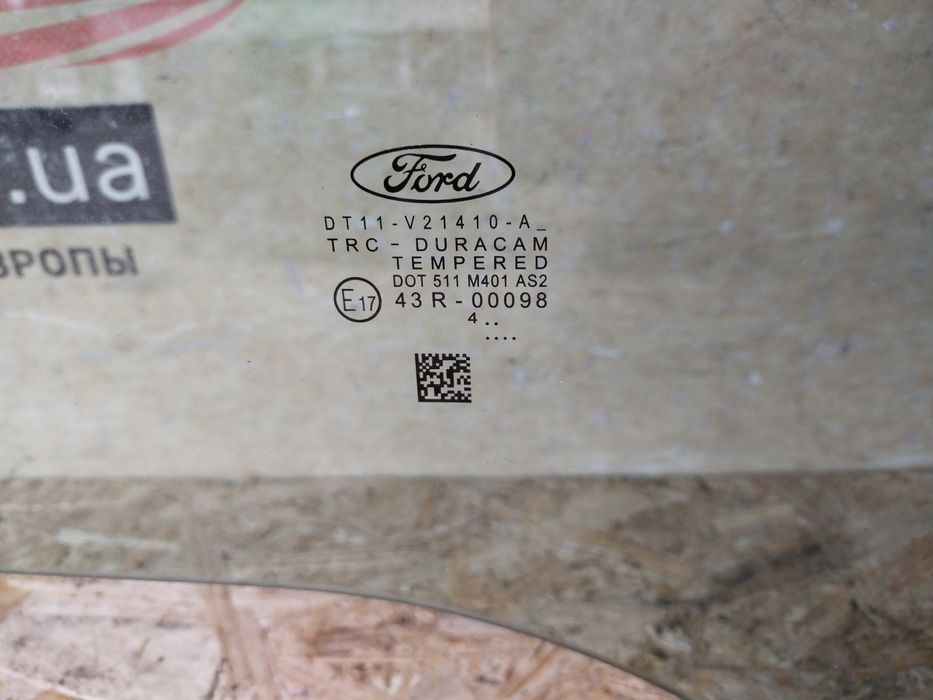 .ua
ВРОПЫ
Ford
DT11-V21410-A_
TRC - DURACAM
TEMPERED
DOT 511 M401 AS2
E17 43R-00098
4 ..
....